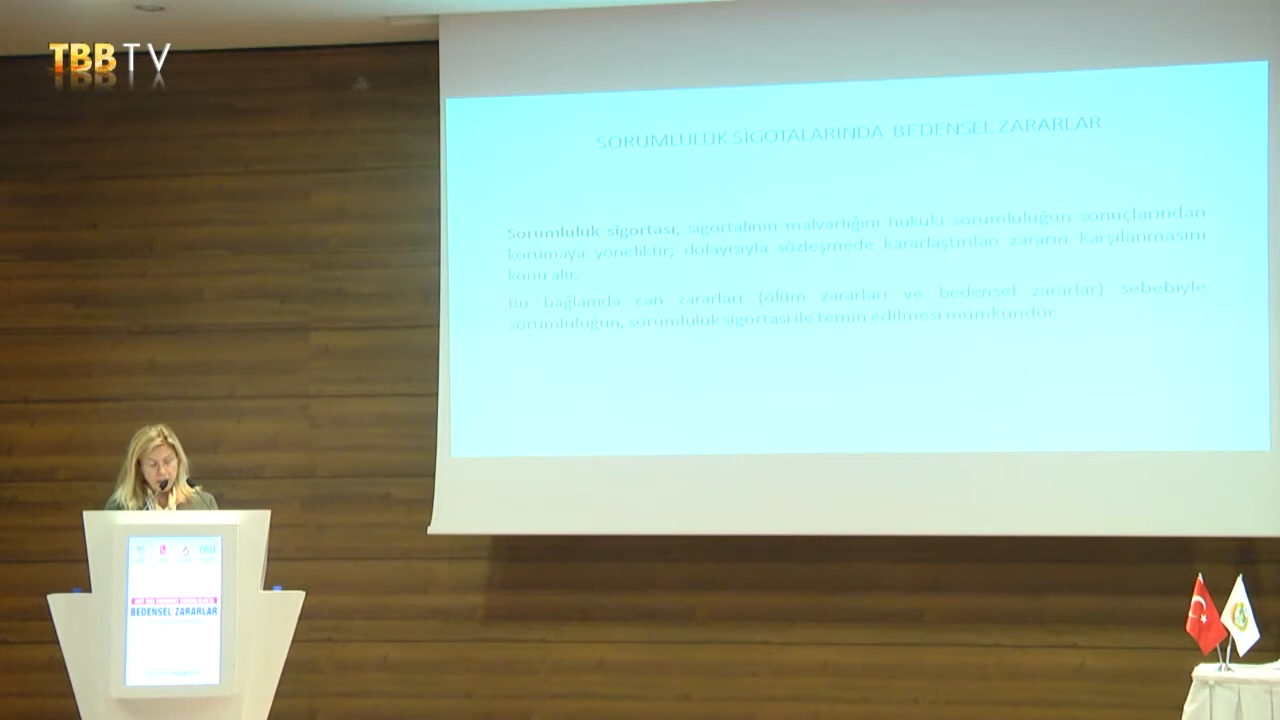 TBB TV
SORUMLULUK SİGOTALARINDA BEDENSEL ZARARLAR
Sorumluluk sigortası, sigortalının malvarlığını hukuki sorumluluğun sonuçlarından
korumaya yöneliktir; dolayısıyla sözleşmede kararlaştırılan zararın karşılanmasını
konu alır.
Bu bağlamda can zararları (ölüm zararları ve bedensel zararlar) sebebiyle
sorumluluğun, sorumluluk sigortası ile temin edilmesi mümkündür.
BEDENSEL ZARARLAR